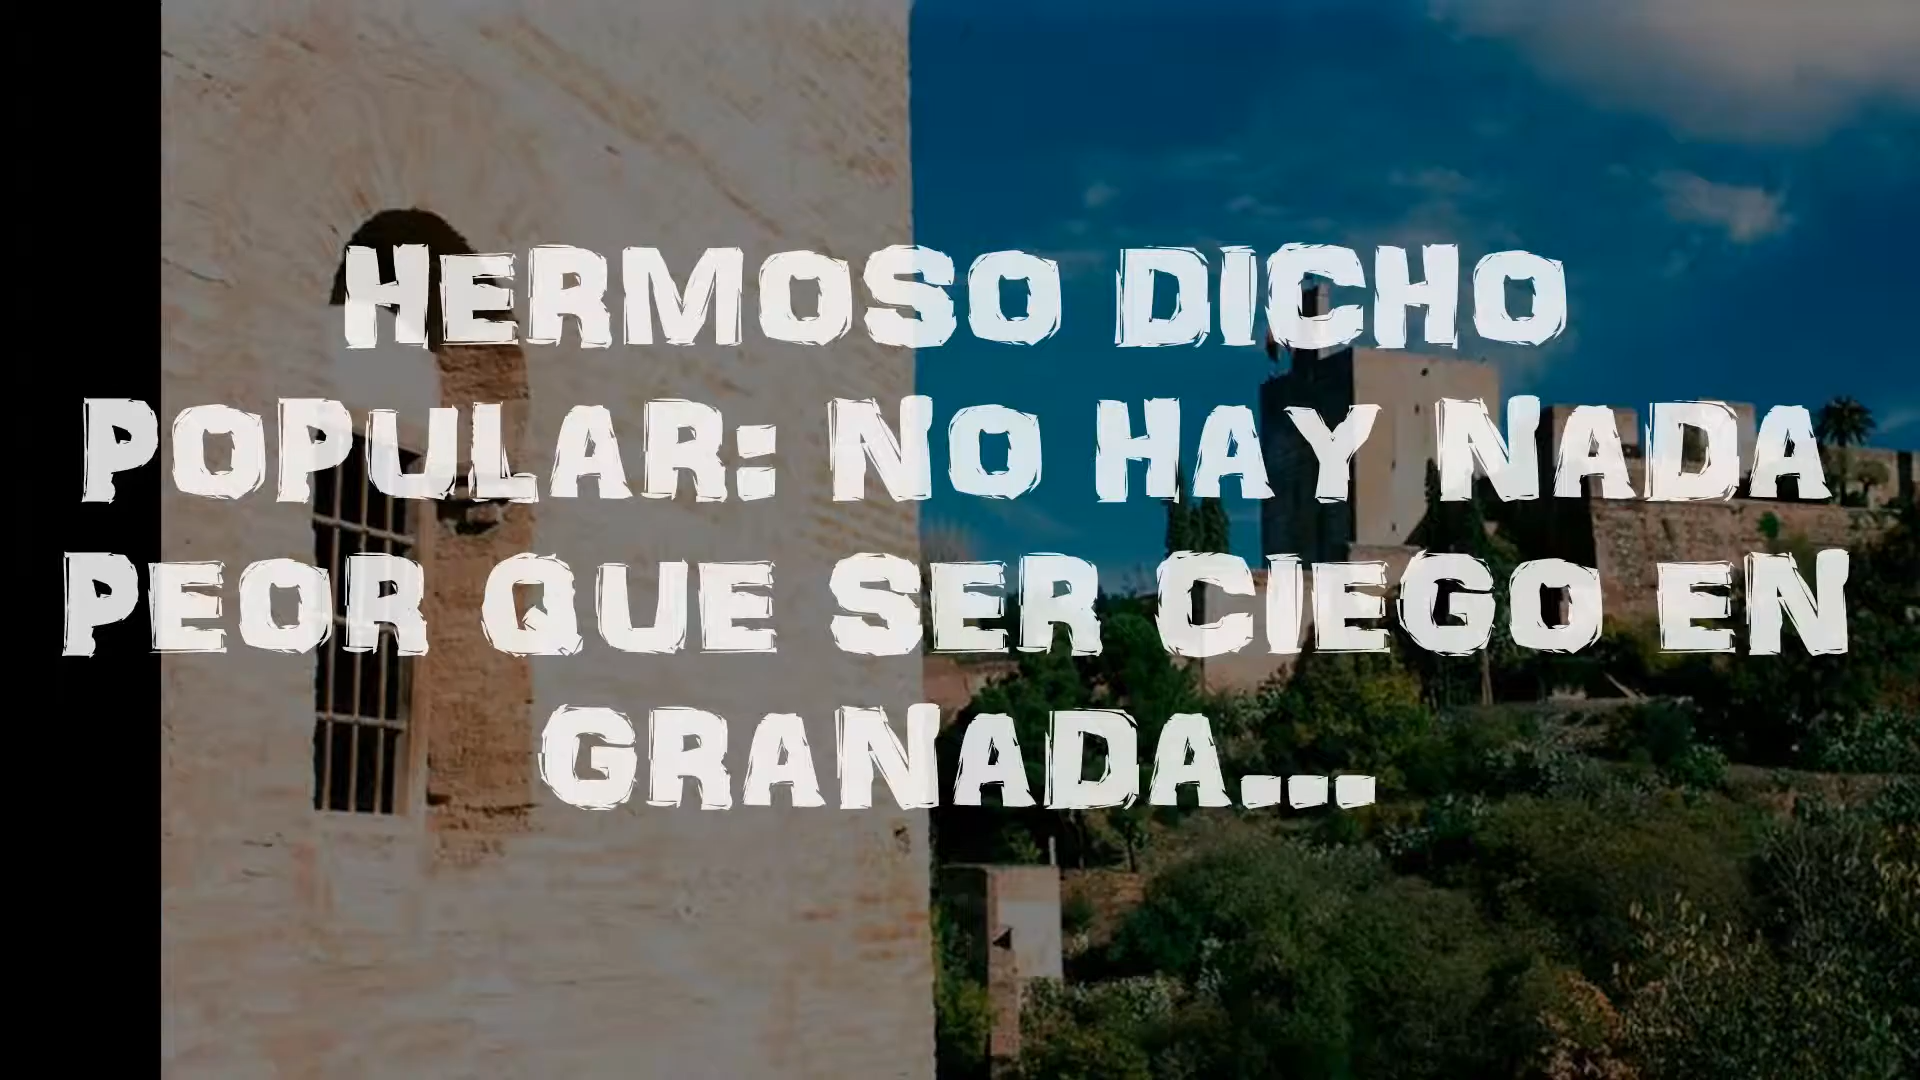 HERMOSO DICHO
POPULAR: NO HAY NADA
PEOR QUE SER CIEGO EN
GRANADA...